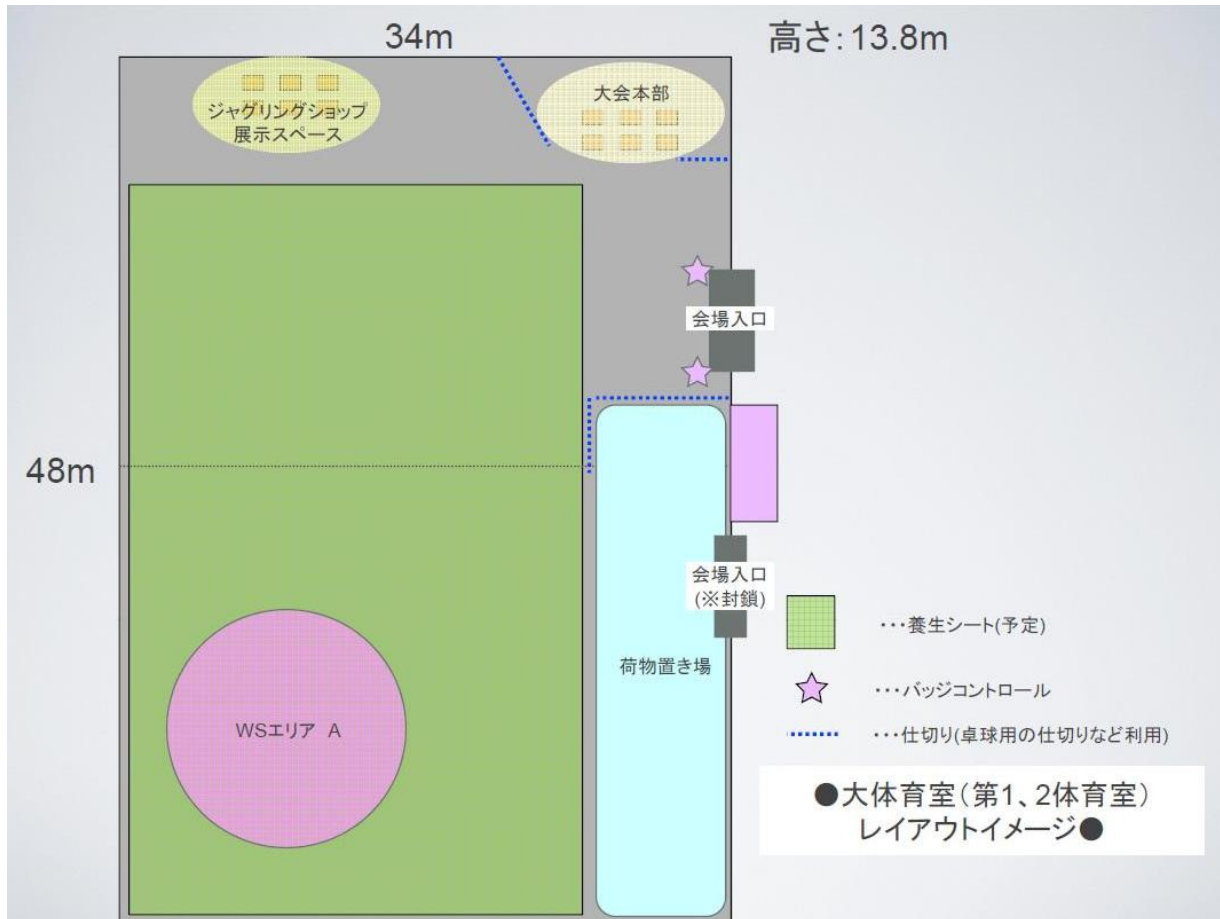 34m
高さ：13.8m
ジャグリングショップ
展示スペース
大会本部
会場入口
48m
会場入口
(※封鎖)
荷物置き場
WSエリア A
・・・養生シート(予定)
・・・バッジコントロール
・・・仕切り(卓球用の仕切りなど利用)
●大体育室(第1、2体育室)
レイアウトイメージ●